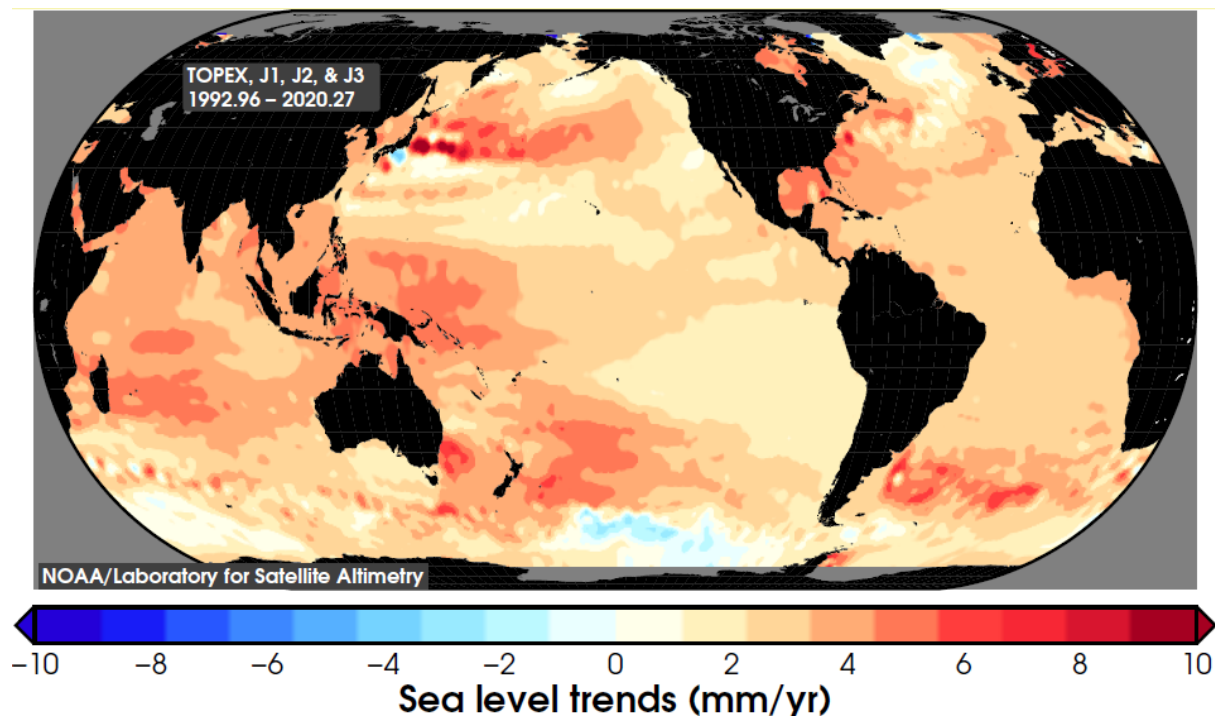 TOPEX, J1, J2, & J3
1992.96 – 2020.27
NOAA/Laboratory for Satellite Altimetry
−10 −8 −6 −4 −2 0 2 4 6 8 10
Sea level trends (mm/yr)